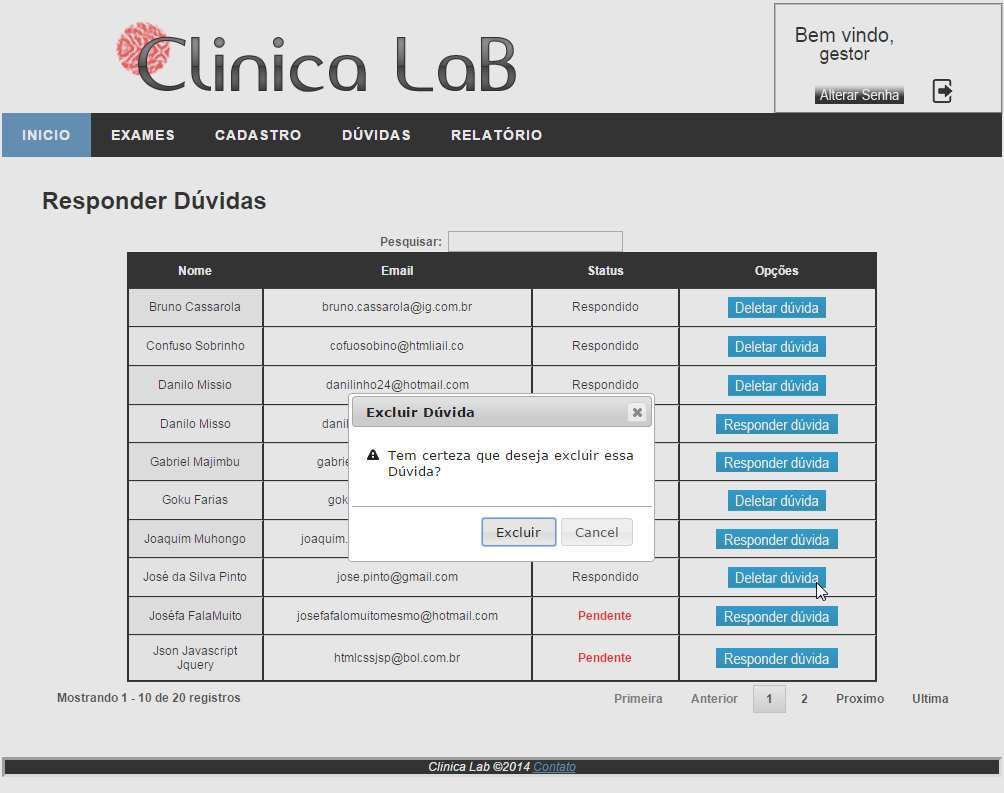 Clinica LaB
Bem vindo,
gestor
Alterar Senha
INICIO EXAMES CADASTRO DÚVIDAS RELATÓRIO
Responder Dúvidas
Pesquisar:
Nome Email Status Opções
Bruno Cassarola bruno.cassarola@ig.com.br Respondido Deletar dúvida
Confuso Sobrinho cofuosobino@htmliail.co Respondido Deletar dúvida
Danilo Missio danilinho24@hotmail.com Respondido Deletar dúvida
Danilo Misso danil Responder dúvida
Gabriel Majimbu gabrie Responder dúvida
Goku Farias gok Deletar dúvida
Joaquim Muhongo joaquim. Responder dúvida
Excluir Dúvida
Tem certeza que deseja excluir essa
Dúvida?
Excluir Cancel
José da Silva Pinto jose.pinto@gmail.com Respondido Deletar dúvida
Joséfa FalaMuito josefafalomuitomesmo@hotmail.com Pendente Responder dúvida
Json Javascript
Jquery htmlcssjsp@bol.com.br Pendente Responder dúvida
Mostrando 1 - 10 de 20 registros Primeira Anterior 1 2 Proximo Ultima
Clinica Lab ©2014 Contato